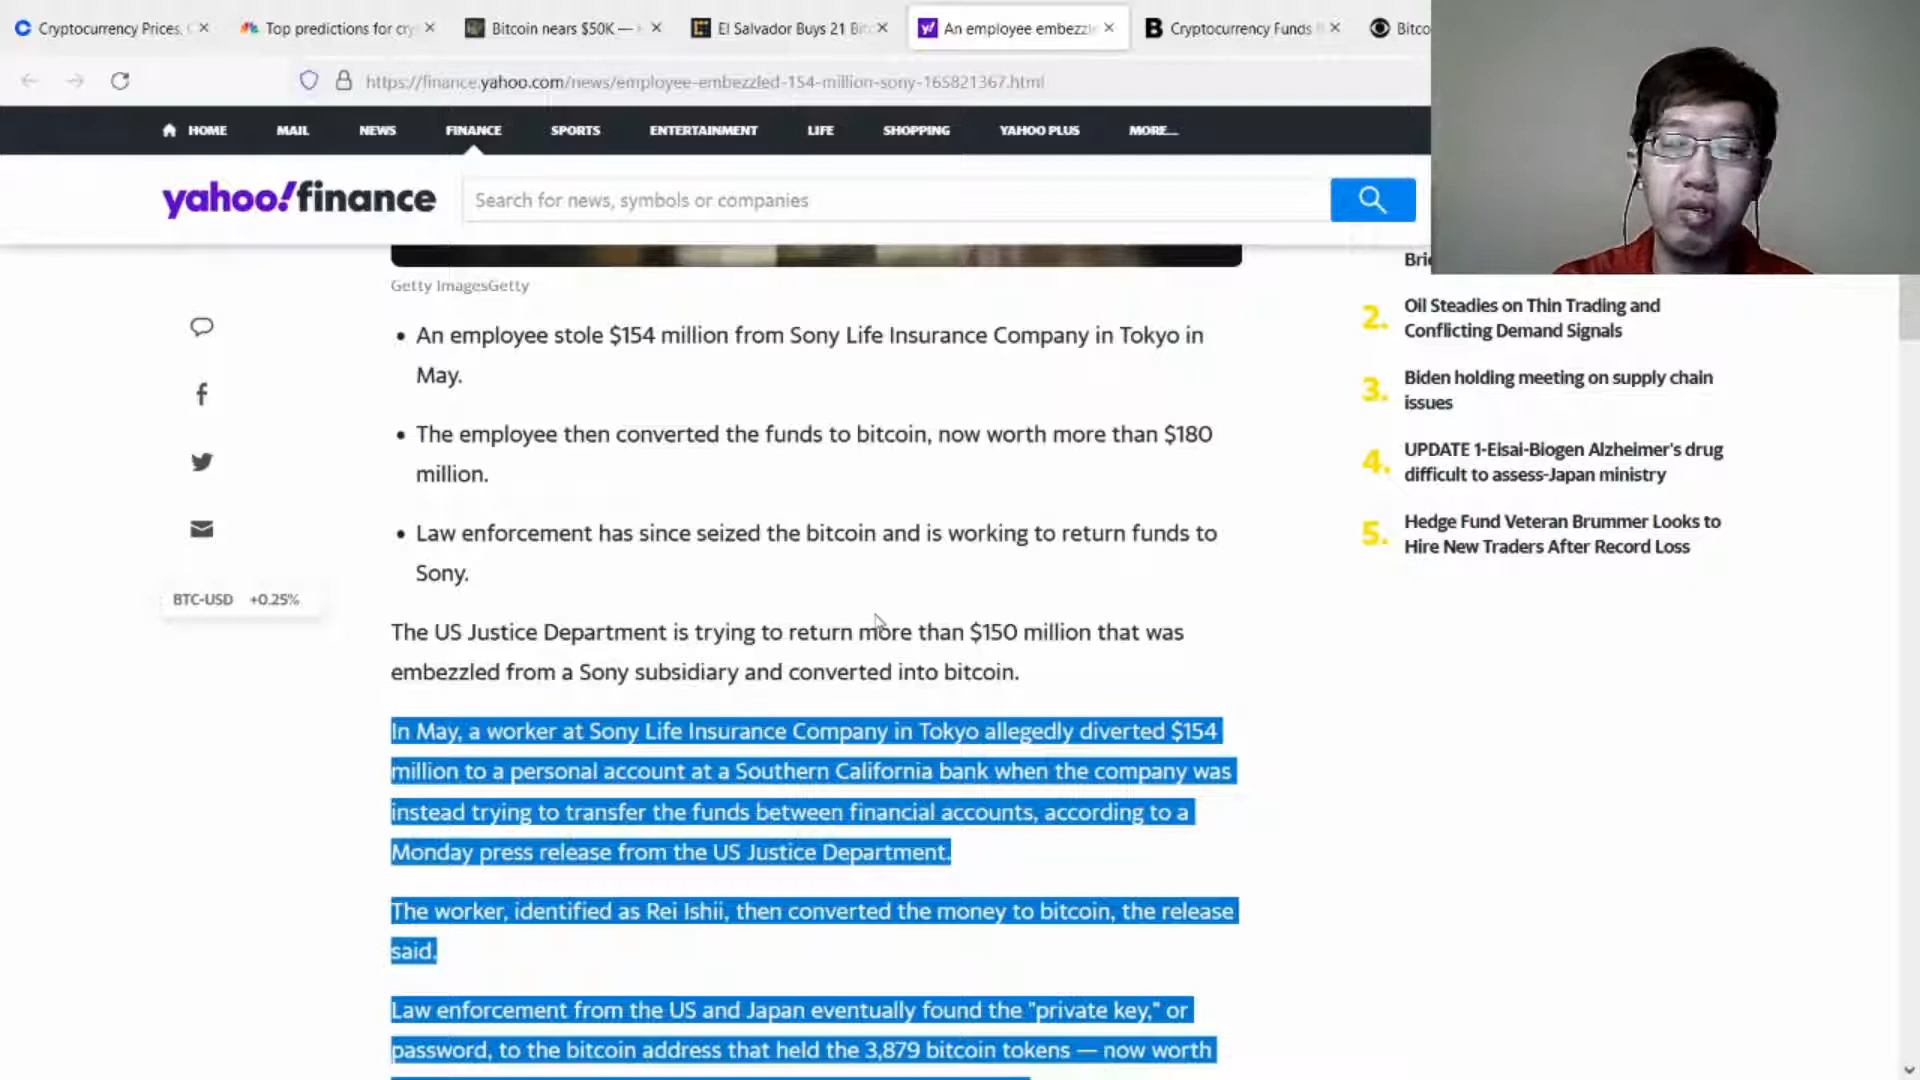 Cryptocurrency Prices,
Top predictions for cry
Bitcoin nears $50K —
El Salvador Buys 21 Bit
An employee embezzle
Cryptocurrency Funds
Bitco
https://finance.yahoo.com/news/employee-embezzled-154-million-sony-165821367.html
HOME
MAIL
NEWS
FINANCE
SPORTS
ENTERTAINMENT
LIFE
SHOPPING
YAHOO PLUS
MORE...
yahoo!finance
Search for news, symbols or companies
Getty ImagesGetty
• An employee stole $154 million from Sony Life Insurance Company in Tokyo in
May.
• The employee then converted the funds to bitcoin, now worth more than $180
million.
• Law enforcement has since seized the bitcoin and is working to return funds to
Sony.
BTC-USD +0.25%
The US Justice Department is trying to return more than $150 million that was
embezzled from a Sony subsidiary and converted into bitcoin.
In May, a worker at Sony Life Insurance Company in Tokyo allegedly diverted $154
million to a personal account at a Southern California bank when the company was
instead trying to transfer the funds between financial accounts, according to a
Monday press release from the US Justice Department.
The worker, identified as Rei Ishii, then converted the money to bitcoin, the release
said.
Law enforcement from the US and Japan eventually found the "private key," or
password, to the bitcoin address that held the 3,879 bitcoin tokens — now worth
Brie
2. Oil Steadies on Thin Trading and
Conflicting Demand Signals
3. Biden holding meeting on supply chain
issues
4. UPDATE 1-Eisai-Biogen Alzheimer's drug
difficult to assess-Japan ministry
5. Hedge Fund Veteran Brummer Looks to
Hire New Traders After Record Loss